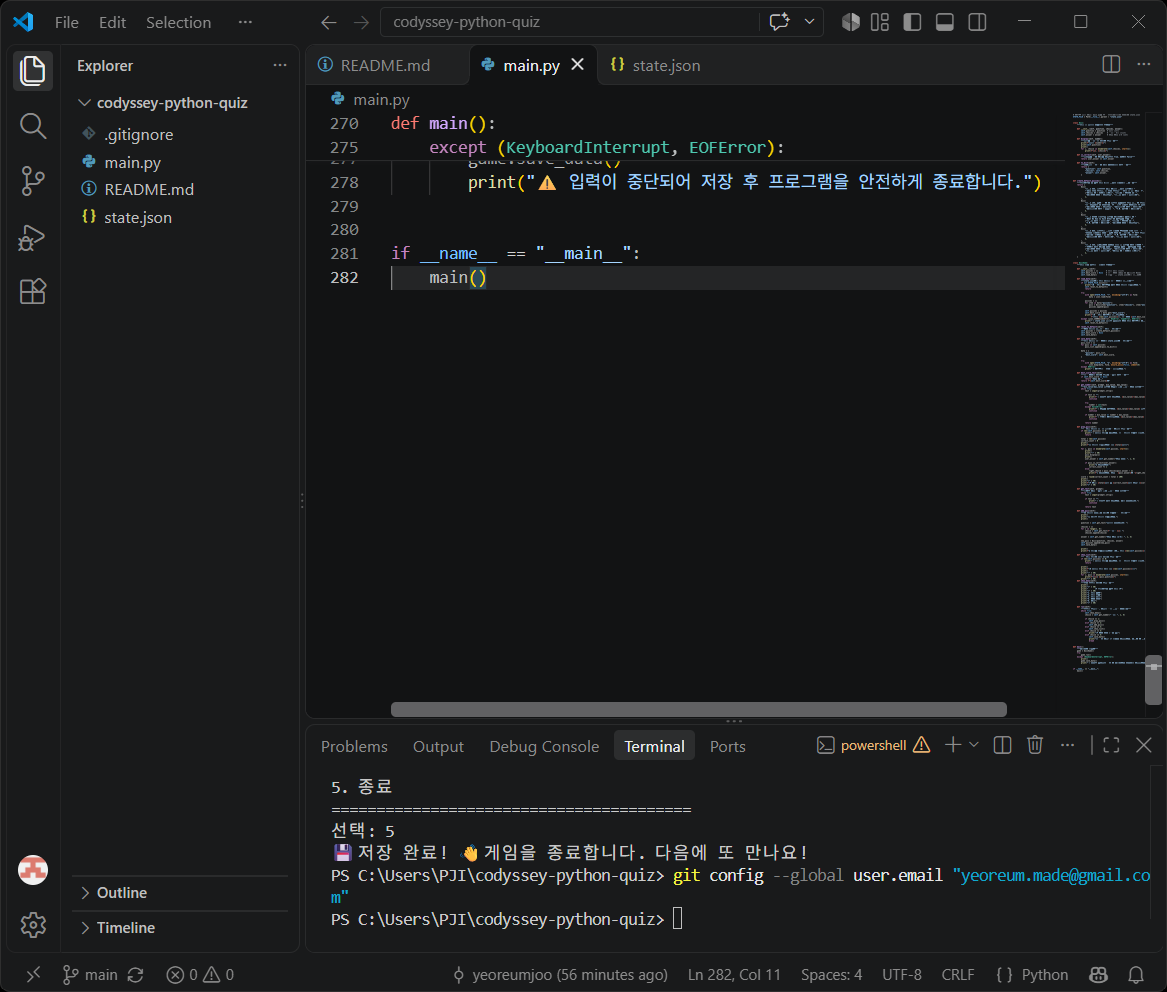 File Edit Selection ···
codyssey-python-quiz
Explorer ···
codyssey-python-quiz
.gitignore
main.py
README.md
state.json
Outline
Timeline
README.md
main.py
state.json
main.py
270 def main():
275 except (KeyboardInterrupt, EOFError):
277 game.save_data()
278 print("⚠️ 입력이 중단되어 저장 후 프로그램을 안전하게 종료합니다.")
279
280
281 if __name__ == "__main__":
282 main()
Problems Output Debug Console Terminal Ports
powershell
5. 종료
========================================
선택: 5
💾 저장 완료! 👋 게임을 종료합니다. 다음에 또 만나요!
PS C:\Users\PJI\codyssey-python-quiz> git config --global user.email "yeoreum.made@gmail.co
m"
PS C:\Users\PJI\codyssey-python-quiz>
main 0 0 yeoreumjoo (56 minutes ago) Ln 282, Col 11 Spaces: 4 UTF-8 CRLF {} Python